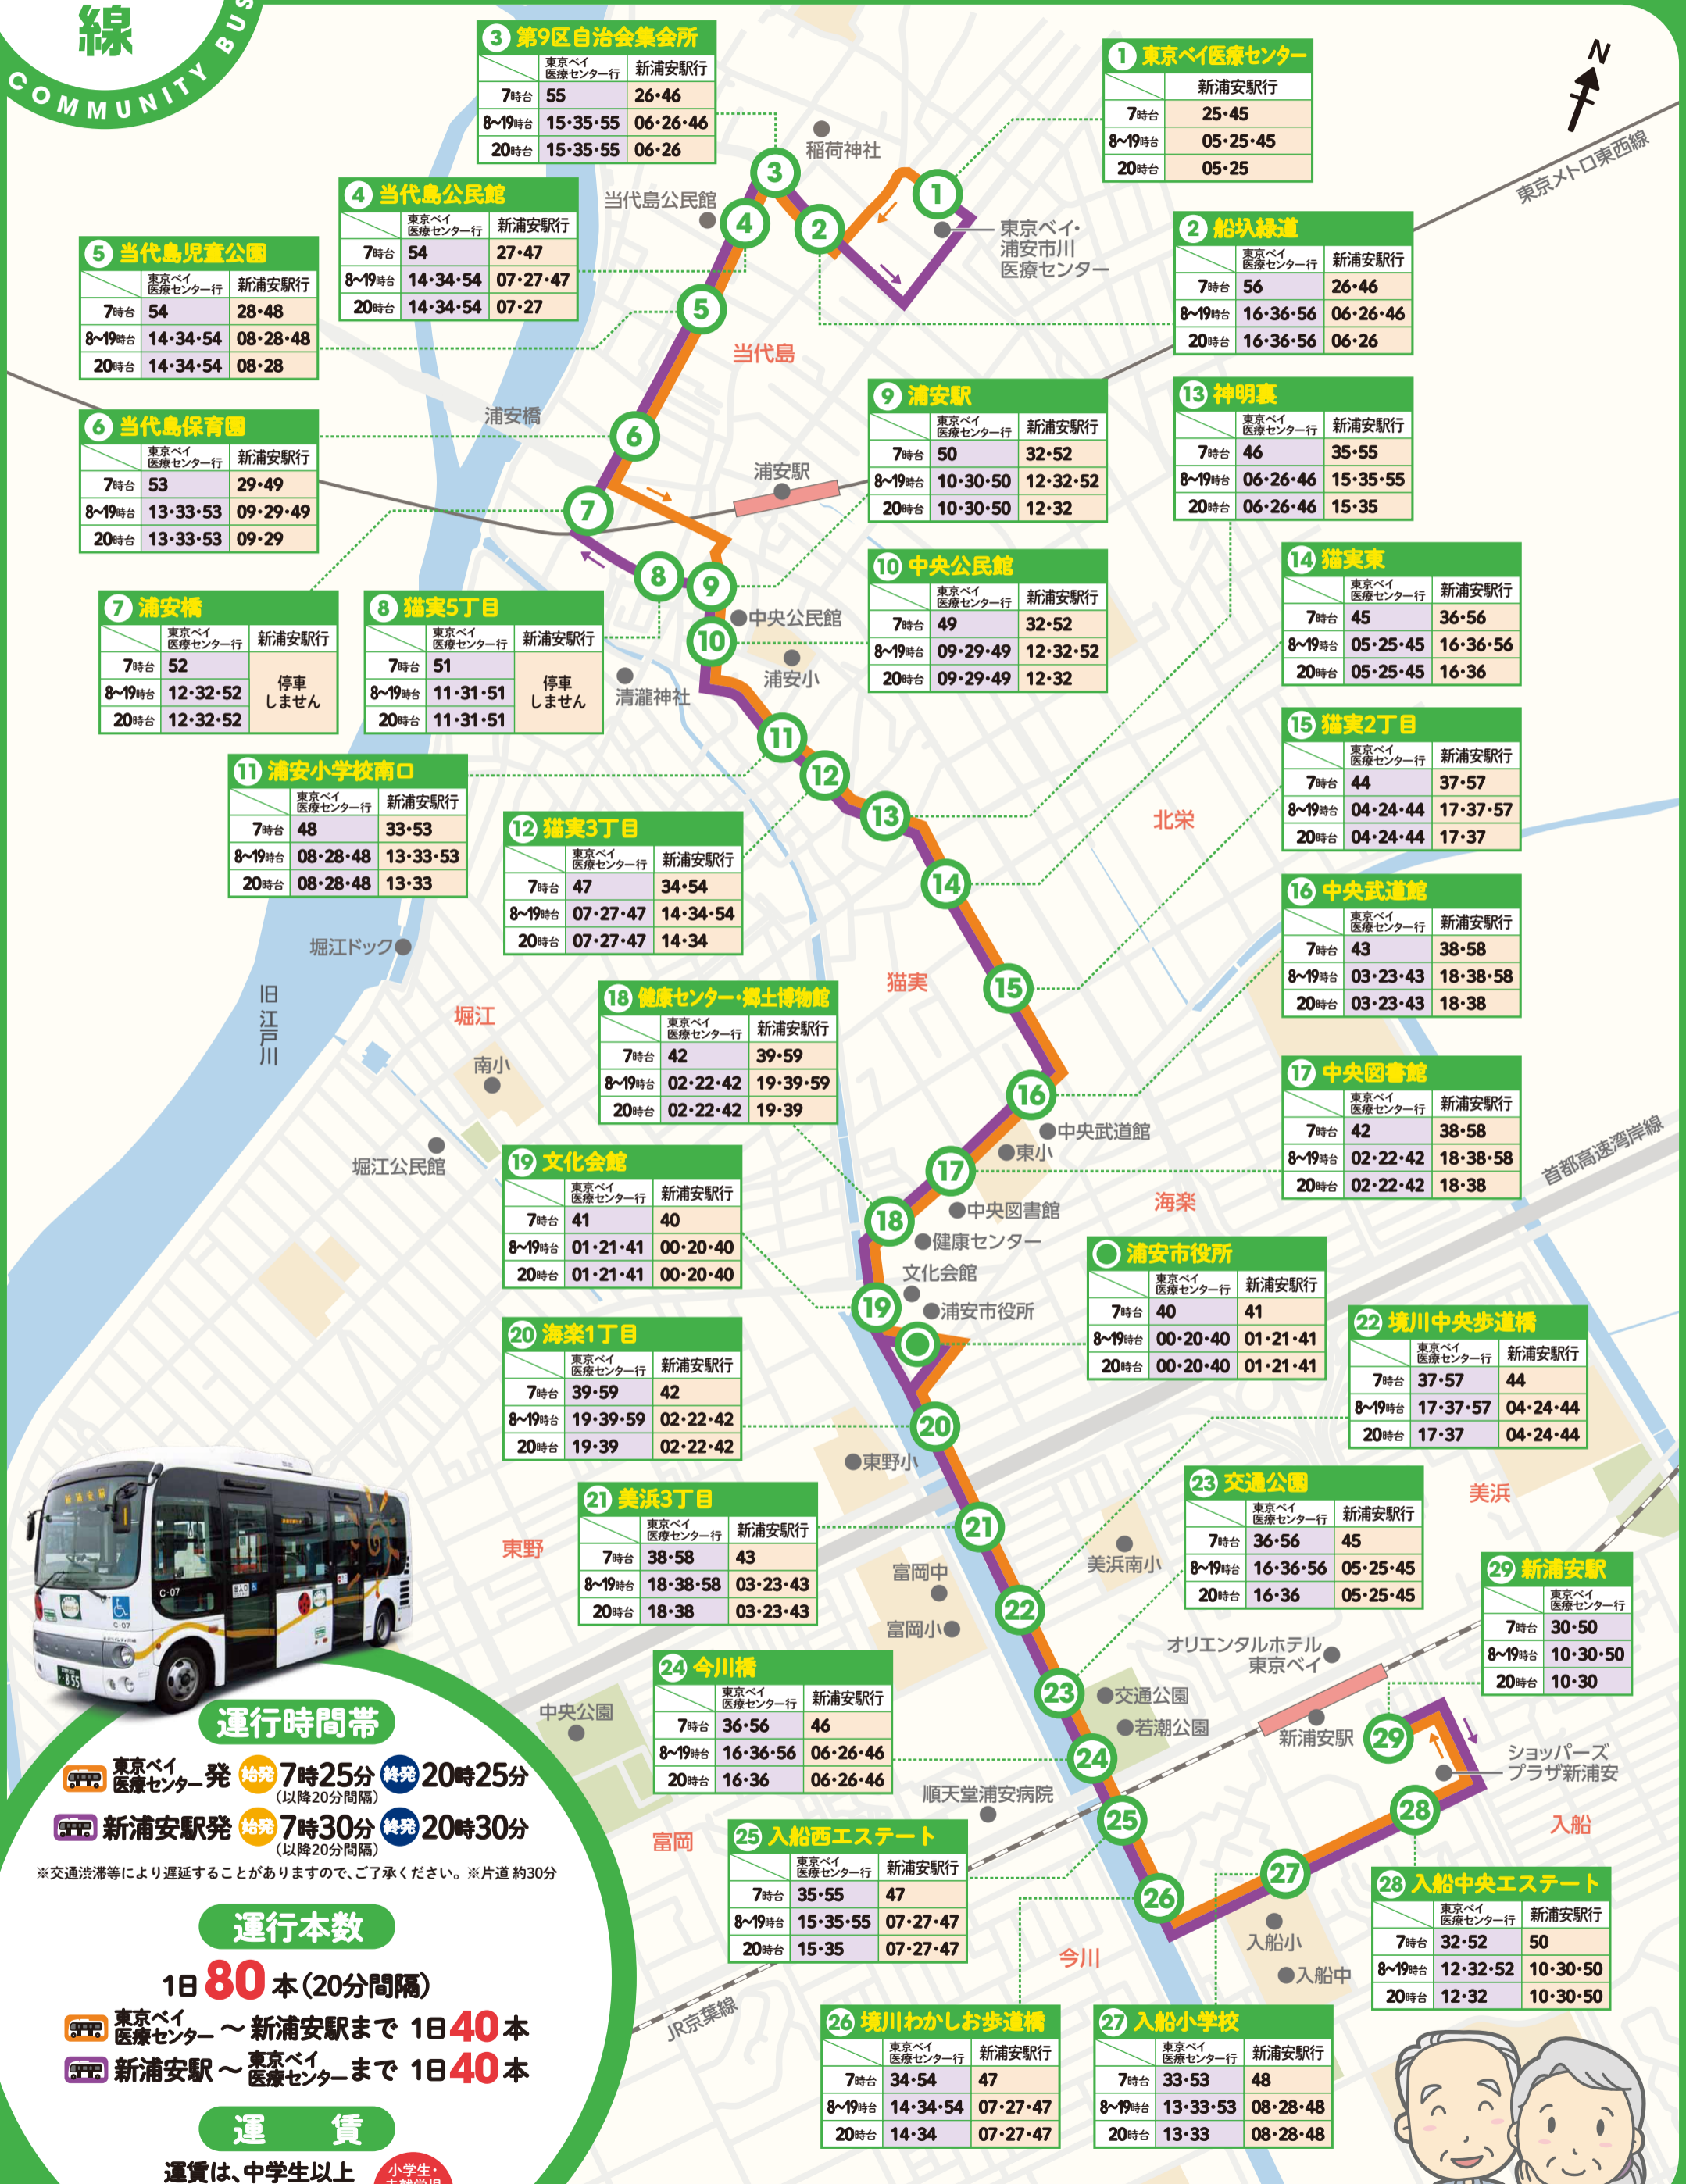 線
COMMUNITY BUS
N
③ 第9区自治会集会所
東京ベイ医療センター行 新浦安駅行
7時台 55 26・46
8~19時台 15・35・55 06・26・46
20時台 15・35・55 06・26
① 東京ベイ医療センター
新浦安駅行
7時台 25・45
8~19時台 05・25・45
20時台 05・25
東京メトロ東西線
稲荷神社
④ 当代島公民館
東京ベイ医療センター行 新浦安駅行
7時台 54 27・47
8~19時台 14・34・54 07・27・47
20時台 14・34・54 07・27
当代島公民館
3
1
4
2
東京ベイ・
浦安市川
医療センター
② 船圦緑道
東京ベイ医療センター行 新浦安駅行
7時台 56 26・46
8~19時台 16・36・56 06・26・46
20時台 16・36・56 06・26
⑤ 当代島児童公園
東京ベイ医療センター行 新浦安駅行
7時台 54 28・48
8~19時台 14・34・54 08・28・48
20時台 14・34・54 08・28
5
当代島
⑥ 当代島保育園
東京ベイ医療センター行 新浦安駅行
7時台 53 29・49
8~19時台 13・33・53 09・29・49
20時台 13・33・53 09・29
浦安橋
6
浦安駅
7
⑨ 浦安駅
東京ベイ医療センター行 新浦安駅行
7時台 50 32・52
8~19時台 10・30・50 12・32・52
20時台 10・30・50 12・32
⑬ 神明裏
東京ベイ医療センター行 新浦安駅行
7時台 46 35・55
8~19時台 06・26・46 15・35・55
20時台 06・26・46 15・35
⑦ 浦安橋
東京ベイ医療センター行 新浦安駅行
7時台 52 停車しません
8~19時台 12・32・52
20時台 12・32・52
⑧ 猫実5丁目
東京ベイ医療センター行 新浦安駅行
7時台 51 停車しません
8~19時台 11・31・51
20時台 11・31・51
8
9
10
中央公民館
浦安小
清瀧神社
⑩ 中央公民館
東京ベイ医療センター行 新浦安駅行
7時台 49 32・52
8~19時台 09・29・49 12・32・52
20時台 09・29・49 12・32
⑭ 猫実東
東京ベイ医療センター行 新浦安駅行
7時台 45 36・56
8~19時台 05・25・45 16・36・56
20時台 05・25・45 16・36
⑪ 浦安小学校南口
東京ベイ医療センター行 新浦安駅行
7時台 48 33・53
8~19時台 08・28・48 13・33・53
20時台 08・28・48 13・33
11
12
13
北栄
⑮ 猫実2丁目
東京ベイ医療センター行 新浦安駅行
7時台 44 37・57
8~19時台 04・24・44 17・37・57
20時台 04・24・44 17・37
⑫ 猫実3丁目
東京ベイ医療センター行 新浦安駅行
7時台 47 34・54
8~19時台 07・27・47 14・34・54
20時台 07・27・47 14・34
14
堀江ドック
旧江戸川
堀江
猫実
15
⑯ 中央武道館
東京ベイ医療センター行 新浦安駅行
7時台 43 38・58
8~19時台 03・23・43 18・38・58
20時台 03・23・43 18・38
⑱ 健康センター・郷土博物館
東京ベイ医療センター行 新浦安駅行
7時台 42 39・59
8~19時台 02・22・42 19・39・59
20時台 02・22・42 19・39
南小
堀江公民館
16
中央武道館
東小
17
⑰ 中央図書館
東京ベイ医療センター行 新浦安駅行
7時台 42 38・58
8~19時台 02・22・42 18・38・58
20時台 02・22・42 18・38
首都高速湾岸線
⑲ 文化会館
東京ベイ医療センター行 新浦安駅行
7時台 41 40
8~19時台 01・21・41 00・20・40
20時台 01・21・41 00・20・40
18
中央図書館
海楽
健康センター
文化会館
19
浦安市役所
浦安市役所
東京ベイ医療センター行 新浦安駅行
7時台 40 41
8~19時台 00・20・40 01・21・41
20時台 00・20・40 01・21・41
⑳ 海楽1丁目
東京ベイ医療センター行 新浦安駅行
7時台 39・59 42
8~19時台 19・39・59 02・22・42
20時台 19・39 02・22・42
㉒ 境川中央歩道橋
東京ベイ医療センター行 新浦安駅行
7時台 37・57 44
8~19時台 17・37・57 04・24・44
20時台 17・37 04・24・44
20
東野小
東野
㉑ 美浜3丁目
東京ベイ医療センター行 新浦安駅行
7時台 38・58 43
8~19時台 18・38・58 03・23・43
20時台 18・38 03・23・43
21
㉓ 交通公園
東京ベイ医療センター行 新浦安駅行
7時台 36・56 45
8~19時台 16・36・56 05・25・45
20時台 16・36 05・25・45
美浜
美浜南小
富岡中
富岡小
22
㉙ 新浦安駅
東京ベイ医療センター行
7時台 30・50
8~19時台 10・30・50
20時台 10・30
オリエンタルホテル
東京ベイ
㉔ 今川橋
東京ベイ医療センター行 新浦安駅行
7時台 36・56 46
8~19時台 16・36・56 06・26・46
20時台 16・36 06・26・46
23
交通公園
若潮公園
新浦安駅
29
ショッパーズ
プラザ新浦安
中央公園
24
順天堂浦安病院
富岡
25
28
入船
㉕ 入船西エステート
東京ベイ医療センター行 新浦安駅行
7時台 35・55 47
8~19時台 15・35・55 07・27・47
20時台 15・35 07・27・47
26
27
入船小
入船中
今川
JR京葉線
㉘ 入船中央エステート
東京ベイ医療センター行 新浦安駅行
7時台 32・52 50
8~19時台 12・32・52 10・30・50
20時台 12・32 10・30・50
㉖ 境川わかしお歩道橋
東京ベイ医療センター行 新浦安駅行
7時台 34・54 47
8~19時台 14・34・54 07・27・47
20時台 14・34 07・27・47
㉗ 入船小学校
東京ベイ医療センター行 新浦安駅行
7時台 33・53 48
8~19時台 13・33・53 08・28・48
20時台 13・33 08・28・48
新浦安駅
C-07
C-07
・855
運行時間帯
東京ベイ医療センター発 始発 7時25分 終発 20時25分
(以降20分間隔)
新浦安駅発 始発 7時30分 終発 20時30分
(以降20分間隔)
※交通渋滞等により遅延することがありますので、ご了承ください。※片道 約30分
運行本数
1日80本(20分間隔)
東京ベイ医療センター～新浦安駅まで 1日40本
新浦安駅～東京ベイ医療センターまで 1日40本
運 賃
運賃は、中学生以上
小学生・